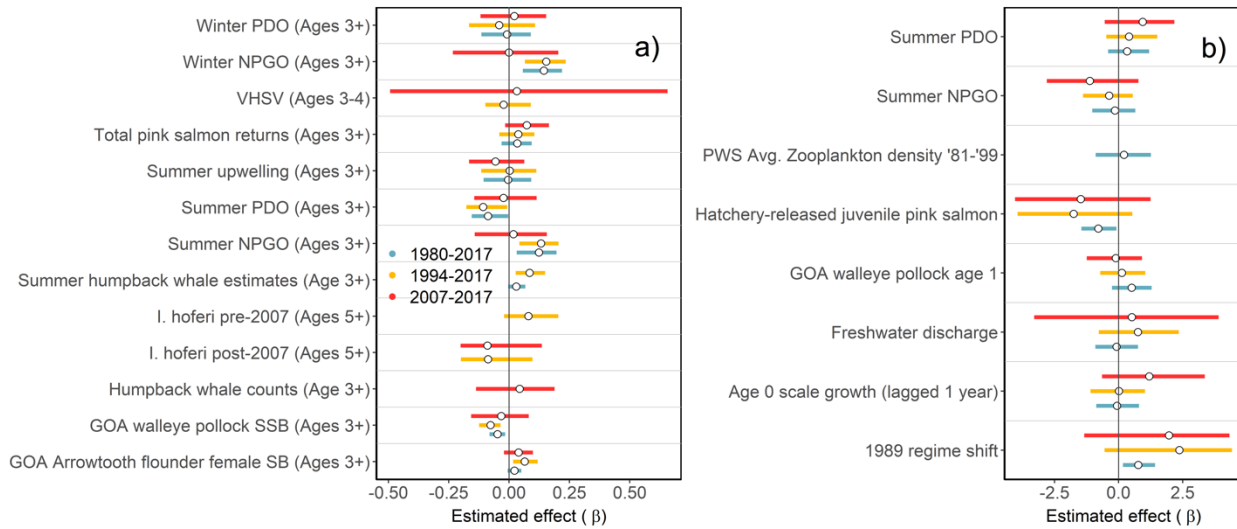 a)
Winter PDO (Ages 3+)
Winter NPGO (Ages 3+)
VHSV (Ages 3-4)
Total pink salmon returns (Ages 3+)
Summer upwelling (Ages 3+)
Summer PDO (Ages 3+)
Summer NPGO (Ages 3+)
Summer humpback whale estimates (Age 3+)
I. hoferi pre-2007 (Ages 5+)
I. hoferi post-2007 (Ages 5+)
Humpback whale counts (Age 3+)
GOA walleye pollock SSB (Ages 3+)
GOA Arrowtooth flounder female SB (Ages 3+)
1980-2017
1994-2017
2007-2017
-0.50 -0.25 0.00 0.25 0.50
Estimated effect ( β)
b)
Summer PDO
Summer NPGO
PWS Avg. Zooplankton density '81-'99
Hatchery-released juvenile pink salmon
GOA walleye pollock age 1
Freshwater discharge
Age 0 scale growth (lagged 1 year)
1989 regime shift
-2.5 0.0 2.5
Estimated effect ( β)